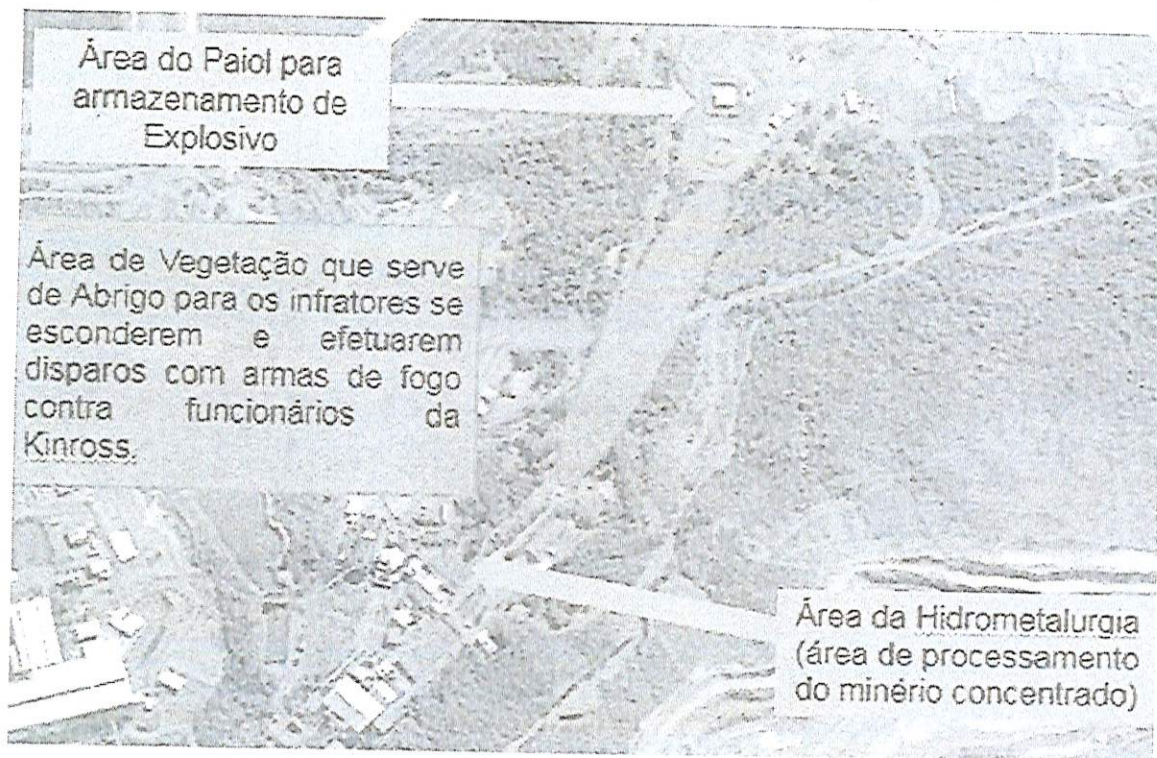 Área do Paiol para
armazenamento de
Explosivo
Área de Vegetação que serve
de Abrigo para os infratores se
esconderem e efetuarem
disparos com armas de fogo
contra funcionários da
Kinross.
Área da Hidrometalurgia
(área de processamento
do minério concentrado)